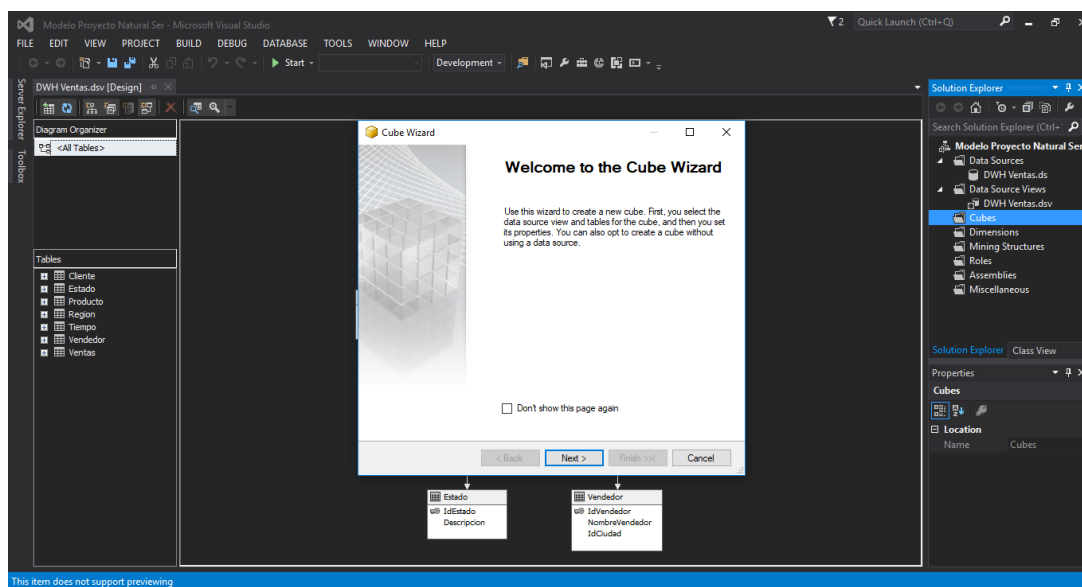 Modelo Proyecto Natural Ser - Microsoft Visual Studio
2
Quick Launch (Ctrl+Q)
FILE EDIT VIEW PROJECT BUILD DEBUG DATABASE TOOLS WINDOW HELP
Start
Development
Server Explorer
Toolbox
DWH Ventas.dsv [Design]
Diagram Organizer
<All Tables>
Tables
Cliente
Estado
Producto
Region
Tiempo
Vendedor
Ventas
Cube Wizard
Welcome to the Cube Wizard
Use this wizard to create a new cube. First, you select the
data source view and tables for the cube, and then you set
its properties. You can also opt to create a cube without
using a data source.
Don't show this page again
< Back
Next >
Finish >>|
Cancel
Estado
IdEstado
Descripcion
Vendedor
IdVendedor
NombreVendedor
IdCiudad
Solution Explorer
Search Solution Explorer (Ctrl+
Modelo Proyecto Natural Ser
Data Sources
DWH Ventas.ds
Data Source Views
DWH Ventas.dsv
Cubes
Dimensions
Mining Structures
Roles
Assemblies
Miscellaneous
Solution Explorer Class View
Properties
Cubes
Location
Name Cubes
This item does not support previewing